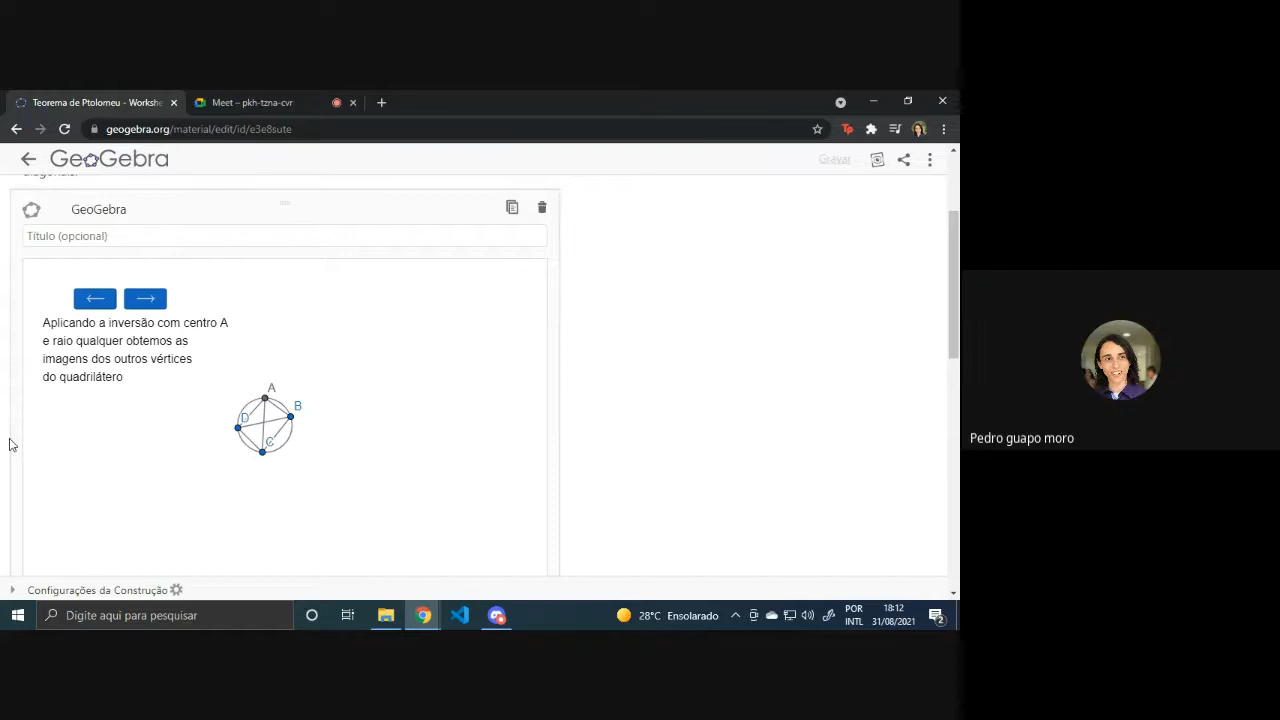 Teorema de Ptolomeu - Workshe
Meet – pkh-tzna-cvr
geogebra.org/material/edit/id/e3e8sute
GeoGebra
Gravar
GeoGebra
Título (opcional)
Aplicando a inversão com centro A
e raio qualquer obtemos as
imagens dos outros vértices
do quadrilátero
A
B
D
C
Pedro guapo moro
Configurações da Construção
Digite aqui para pesquisar
28°C Ensolarado
POR
INTL
18:12
31/08/2021
2